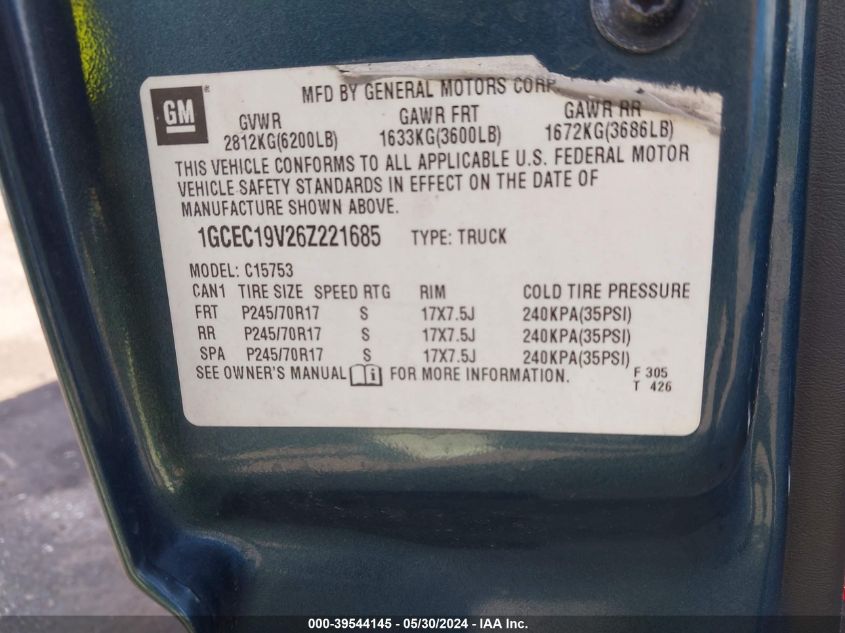 GM
MFD BY GENERAL MOTORS CORP
GVWR GAWR FRT GAWR RR
2812KG(6200LB) 1633KG(3600LB) 1672KG(3686LB)
THIS VEHICLE CONFORMS TO ALL APPLICABLE U.S. FEDERAL MOTOR
VEHICLE SAFETY STANDARDS IN EFFECT ON THE DATE OF
MANUFACTURE SHOWN ABOVE.
1GCEC19V26Z221685 TYPE: TRUCK
MODEL: C15753
CAN1 TIRE SIZE SPEED RTG RIM COLD TIRE PRESSURE
FRT P245/70R17 S 17X7.5J 240KPA(35PSI)
RR P245/70R17 S 17X7.5J 240KPA(35PSI)
SPA P245/70R17 S 17X7.5J 240KPA(35PSI)
SEE OWNER'S MANUAL i FOR MORE INFORMATION.
F 305
T 426
000-39544145 / 05/30/2024 - IAA Inc.